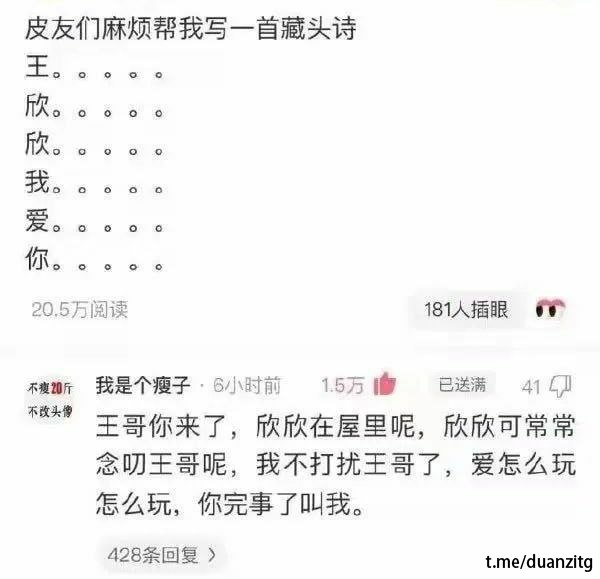 皮友们麻烦帮我写一首藏头诗
王。。。。。
欣。。。。。
欣。。。。。
我。。。。。
爱。。。。。
你。。。。。
20.5万阅读
181人插眼
不瘦20斤
不改头像
我是个瘦子 · 6小时前
1.5万
已送满
41
王哥你来了，欣欣在屋里呢，欣欣可常常
念叨王哥呢，我不打扰王哥了，爱怎么玩
怎么玩，你完事了叫我。
428条回复 >
t.me/duanzitg